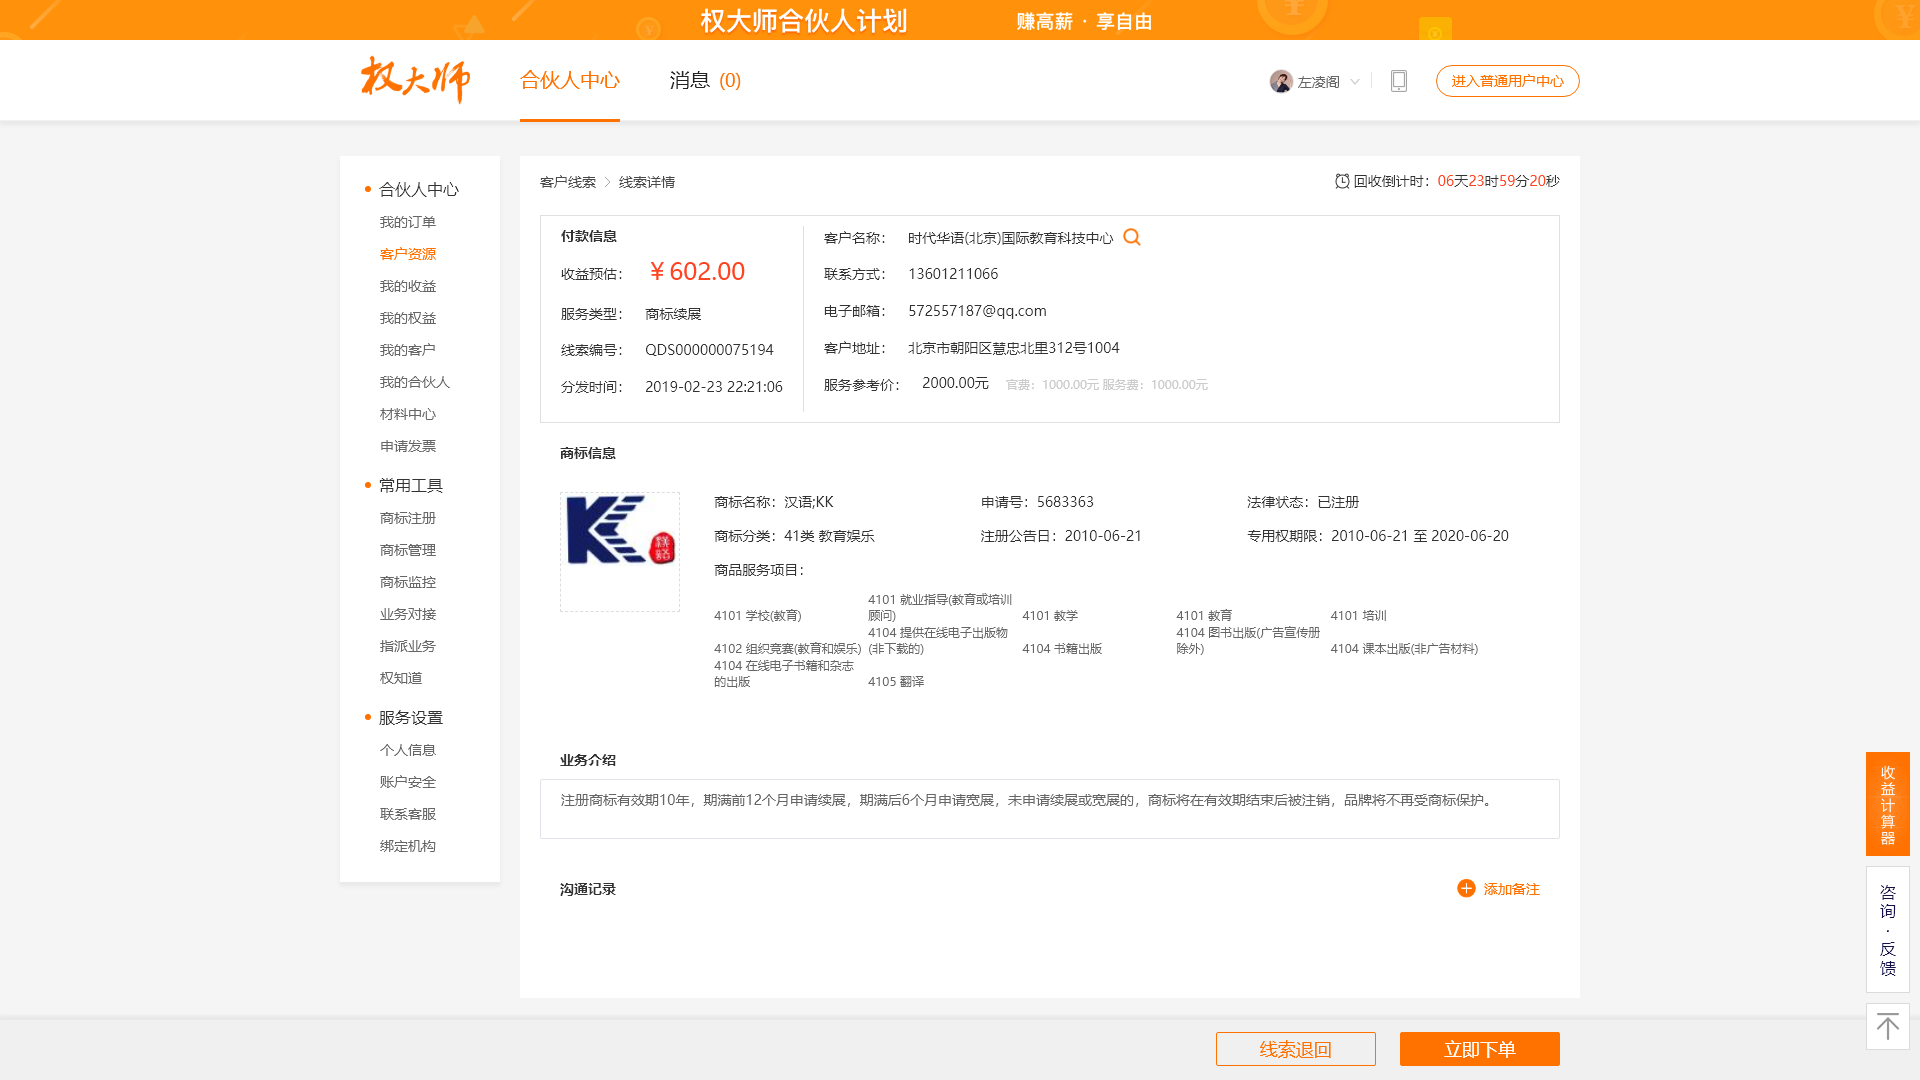 权大师合伙人计划 赚高薪 · 享自由
权大师 合伙人中心 消息 (0) 左凌阁 进入普通用户中心
合伙人中心
我的订单
客户资源
我的收益
我的权益
我的客户
我的合伙人
材料中心
申请发票
常用工具
商标注册
商标管理
商标监控
业务对接
指派业务
权知道
服务设置
个人信息
账户安全
联系客服
绑定机构
客户线索 > 线索详情 回收倒计时：06天23时59分20秒
付款信息
收益预估： ￥602.00
服务类型： 商标续展
线索编号： QDS000000075194
分发时间： 2019-02-23 22:21:06
客户名称： 时代华语(北京)国际教育科技中心
联系方式： 13601211066
电子邮箱： 572557187@qq.com
客户地址： 北京市朝阳区慧忠北里312号1004
服务参考价： 2000.00元 官费：1000.00元 服务费：1000.00元
商标信息
KK
漢語
商标名称：汉语;KK 申请号：5683363 法律状态：已注册
商标分类：41类 教育娱乐 注册公告日：2010-06-21 专用权期限：2010-06-21 至 2020-06-20
商品服务项目：
4101 学校(教育)
4101 就业指导(教育或培训
顾问)
4101 教学
4101 教育
4101 培训
4102 组织竞赛(教育和娱乐)
4104 提供在线电子出版物
(非下载的)
4104 书籍出版
4104 图书出版(广告宣传册
除外)
4104 课本出版(非广告材料)
4104 在线电子书籍和杂志
的出版
4105 翻译
业务介绍
注册商标有效期10年，期满前12个月申请续展，期满后6个月申请宽展，未申请续展或宽展的，商标将在有效期结束后被注销，品牌将不再受商标保护。
沟通记录 添加备注
线索退回 立即下单
收益计算器
咨询·反馈